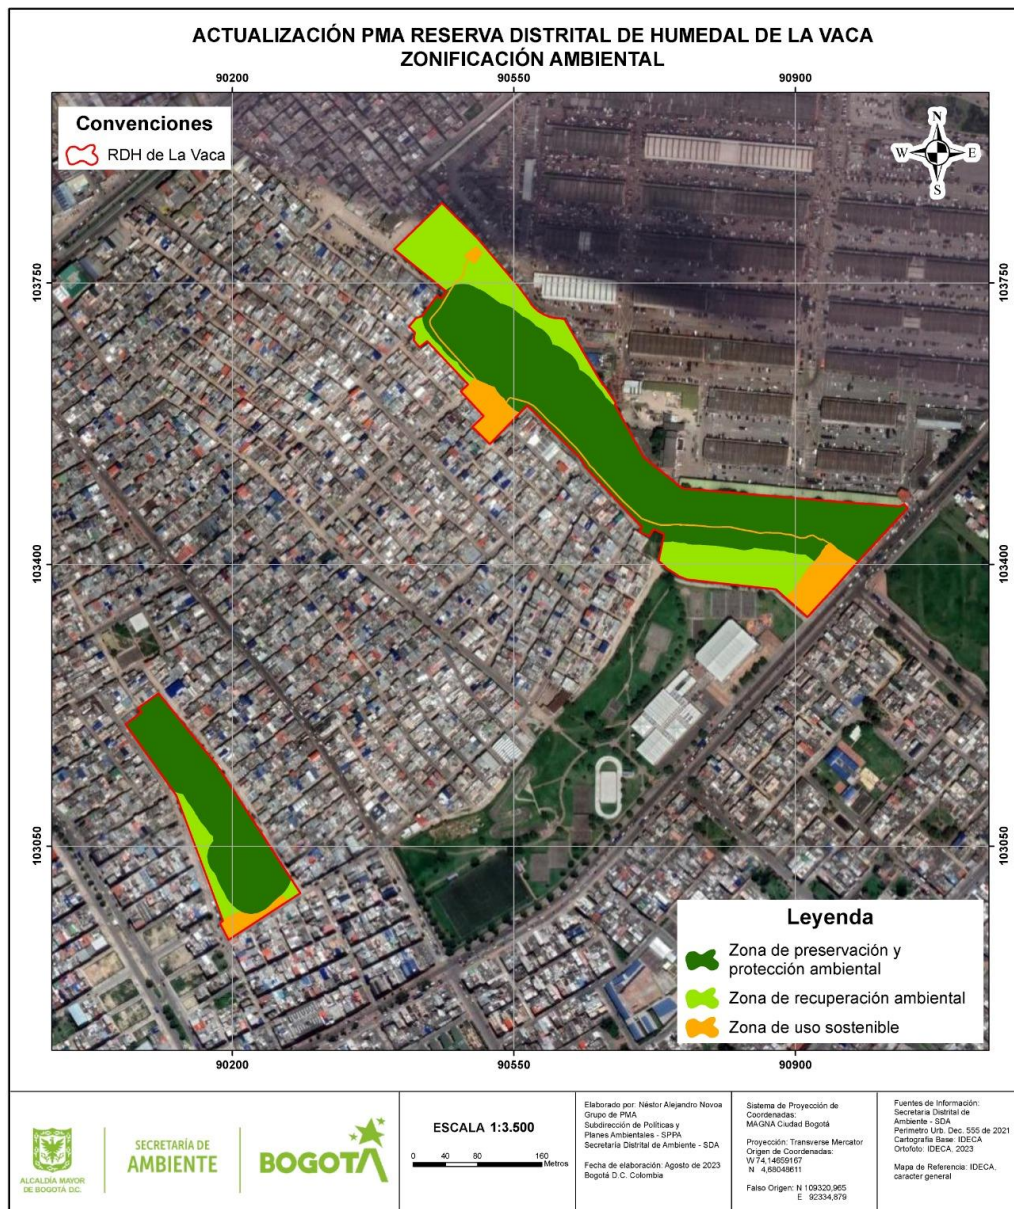 ACTUALIZACIÓN PMA RESERVA DISTRITAL DE HUMEDAL DE LA VACA
ZONIFICACIÓN AMBIENTAL
90200
90550
90900
Convenciones
RDH de La Vaca
N
W
E
S
103750
103750
103400
103400
103050
103050
Leyenda
Zona de preservación y
protección ambiental
Zona de recuperación ambiental
Zona de uso sostenible
90200
90550
90900
ALCALDÍA MAYOR
DE BOGOTÁ D.C.
SECRETARÍA DE
AMBIENTE
BOGOTÁ
ESCALA 1:3.500
0 40 80 160
Metros
Elaborado por: Néstor Alejandro Novoa
Grupo de PMA
Subdirección de Políticas y
Planes Ambientales - SPPA
Secretaría Distrital de Ambiente - SDA
Fecha de elaboración: Agosto de 2023
Bogotá D.C. Colombia
Sistema de Proyección de
Coordenadas:
MAGNA Ciudad Bogotá
Proyección: Transverse Mercator
Origen de Coordenadas:
W 74,14659167
N 4,68048611
Falso Origen: N 109320,965
E 92334,879
Fuentes de Información:
Secretaria Distrital de
Ambiente - SDA
Perimetro Urb. Dec. 555 de 2021
Cartografia Base: IDECA
Ortofoto: IDECA, 2023
Mapa de Referencia: IDECA,
caracter general